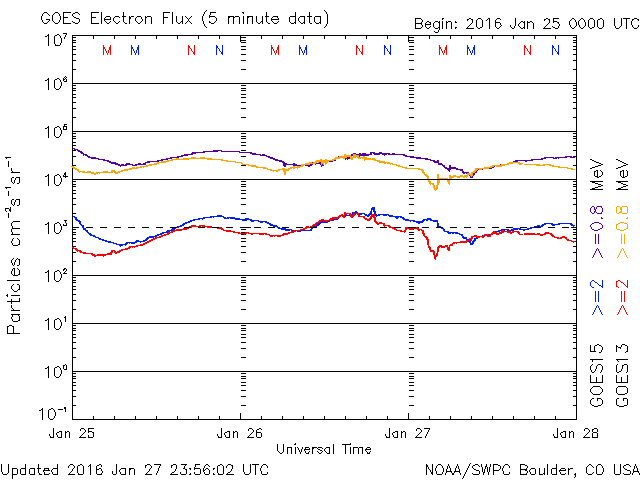 GOES Electron Flux (5 minute data)
Begin: 2016 Jan 25 0000 UTC
10⁷
M M N N M M N N M M N N
10⁶
10⁵
10⁴
10³
10²
10¹
10⁰
10⁻¹
Particles cm⁻²s⁻¹sr⁻¹
GOES15 >=2 >=0.8 MeV
GOES13 >=2 >=0.8 MeV
Jan 25 Jan 26 Jan 27 Jan 28
Universal Time
Updated 2016 Jan 27 23:56:02 UTC
NOAA/SWPC Boulder, CO USA